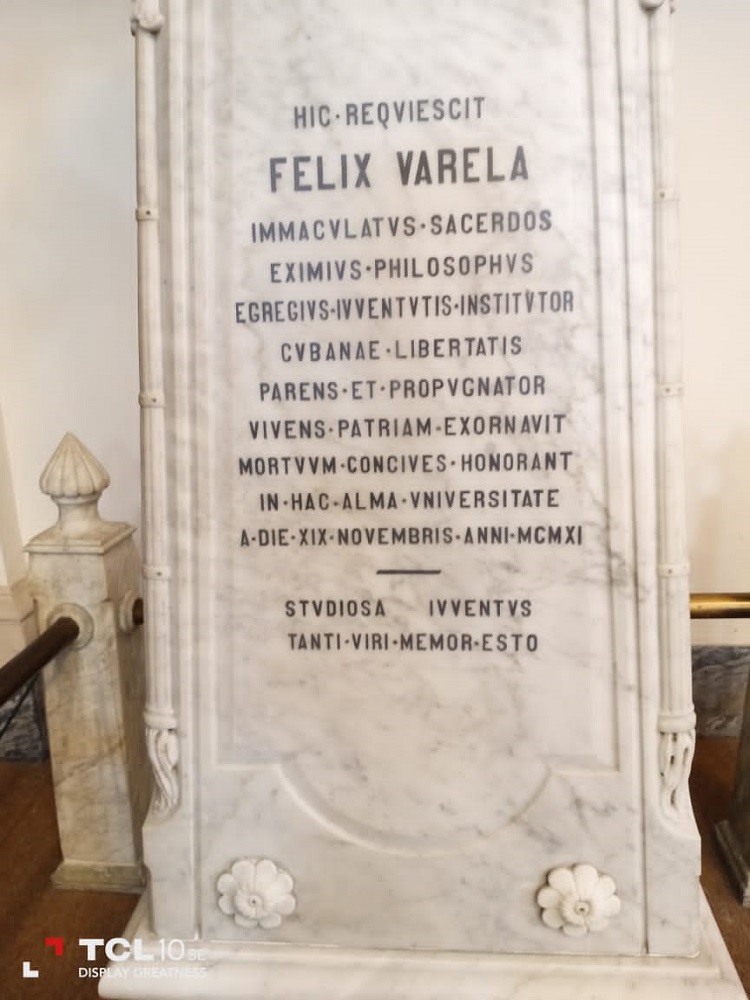 HIC·REQVIESCIT
FELIX VARELA
IMMACVLATVS·SACERDOS
EXIMIVS·PHILOSOPHVS
EGREGIVS·IVVENTVTIS·INSTITVTOR
CVBANAE·LIBERTATIS
PARENS·ET·PROPVGNATOR
VIVENS·PATRIAM·EXORNAVIT
MORTVVM·CONCIVES·HONORANT
IN·HAC·ALMA·VNIVERSITATE
A·DIE·XIX·NOVEMBRIS·ANNI·MCMXI
STVDIOSA IVVENTVS
TANTI·VIRI·MEMOR·ESTO
TCL 10 SE
DISPLAY GREATNESS